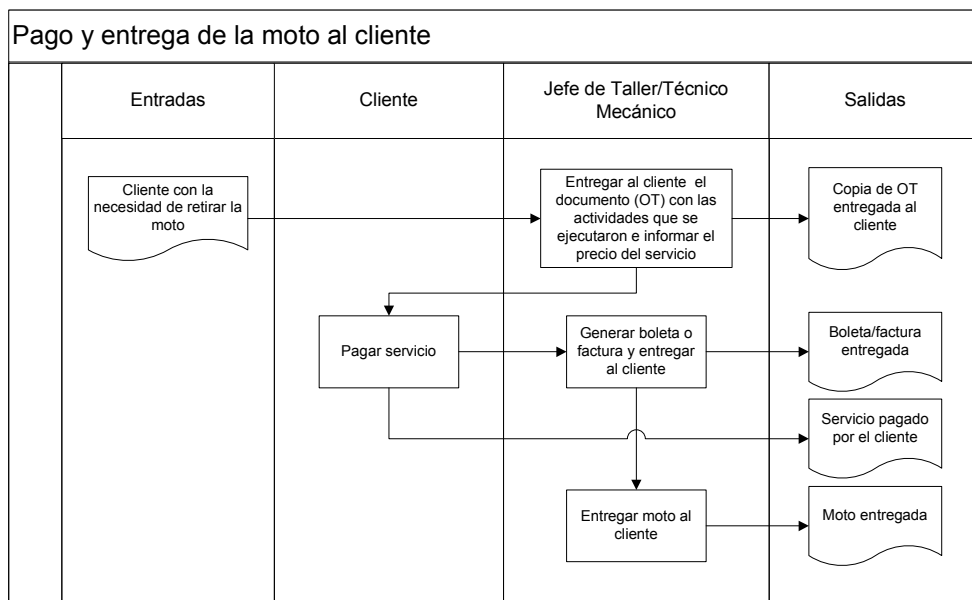 Pago y entrega de la moto al cliente
Entradas
Cliente
Jefe de Taller/Técnico
Mecánico
Salidas
Cliente con la
necesidad de retirar la
moto
Entregar al cliente el
documento (OT) con las
actividades que se
ejecutaron e informar el
precio del servicio
Copia de OT
entregada al
cliente
Pagar servicio
Generar boleta o
factura y entregar
al cliente
Boleta/factura
entregada
Servicio pagado
por el cliente
Entregar moto al
cliente
Moto entregada